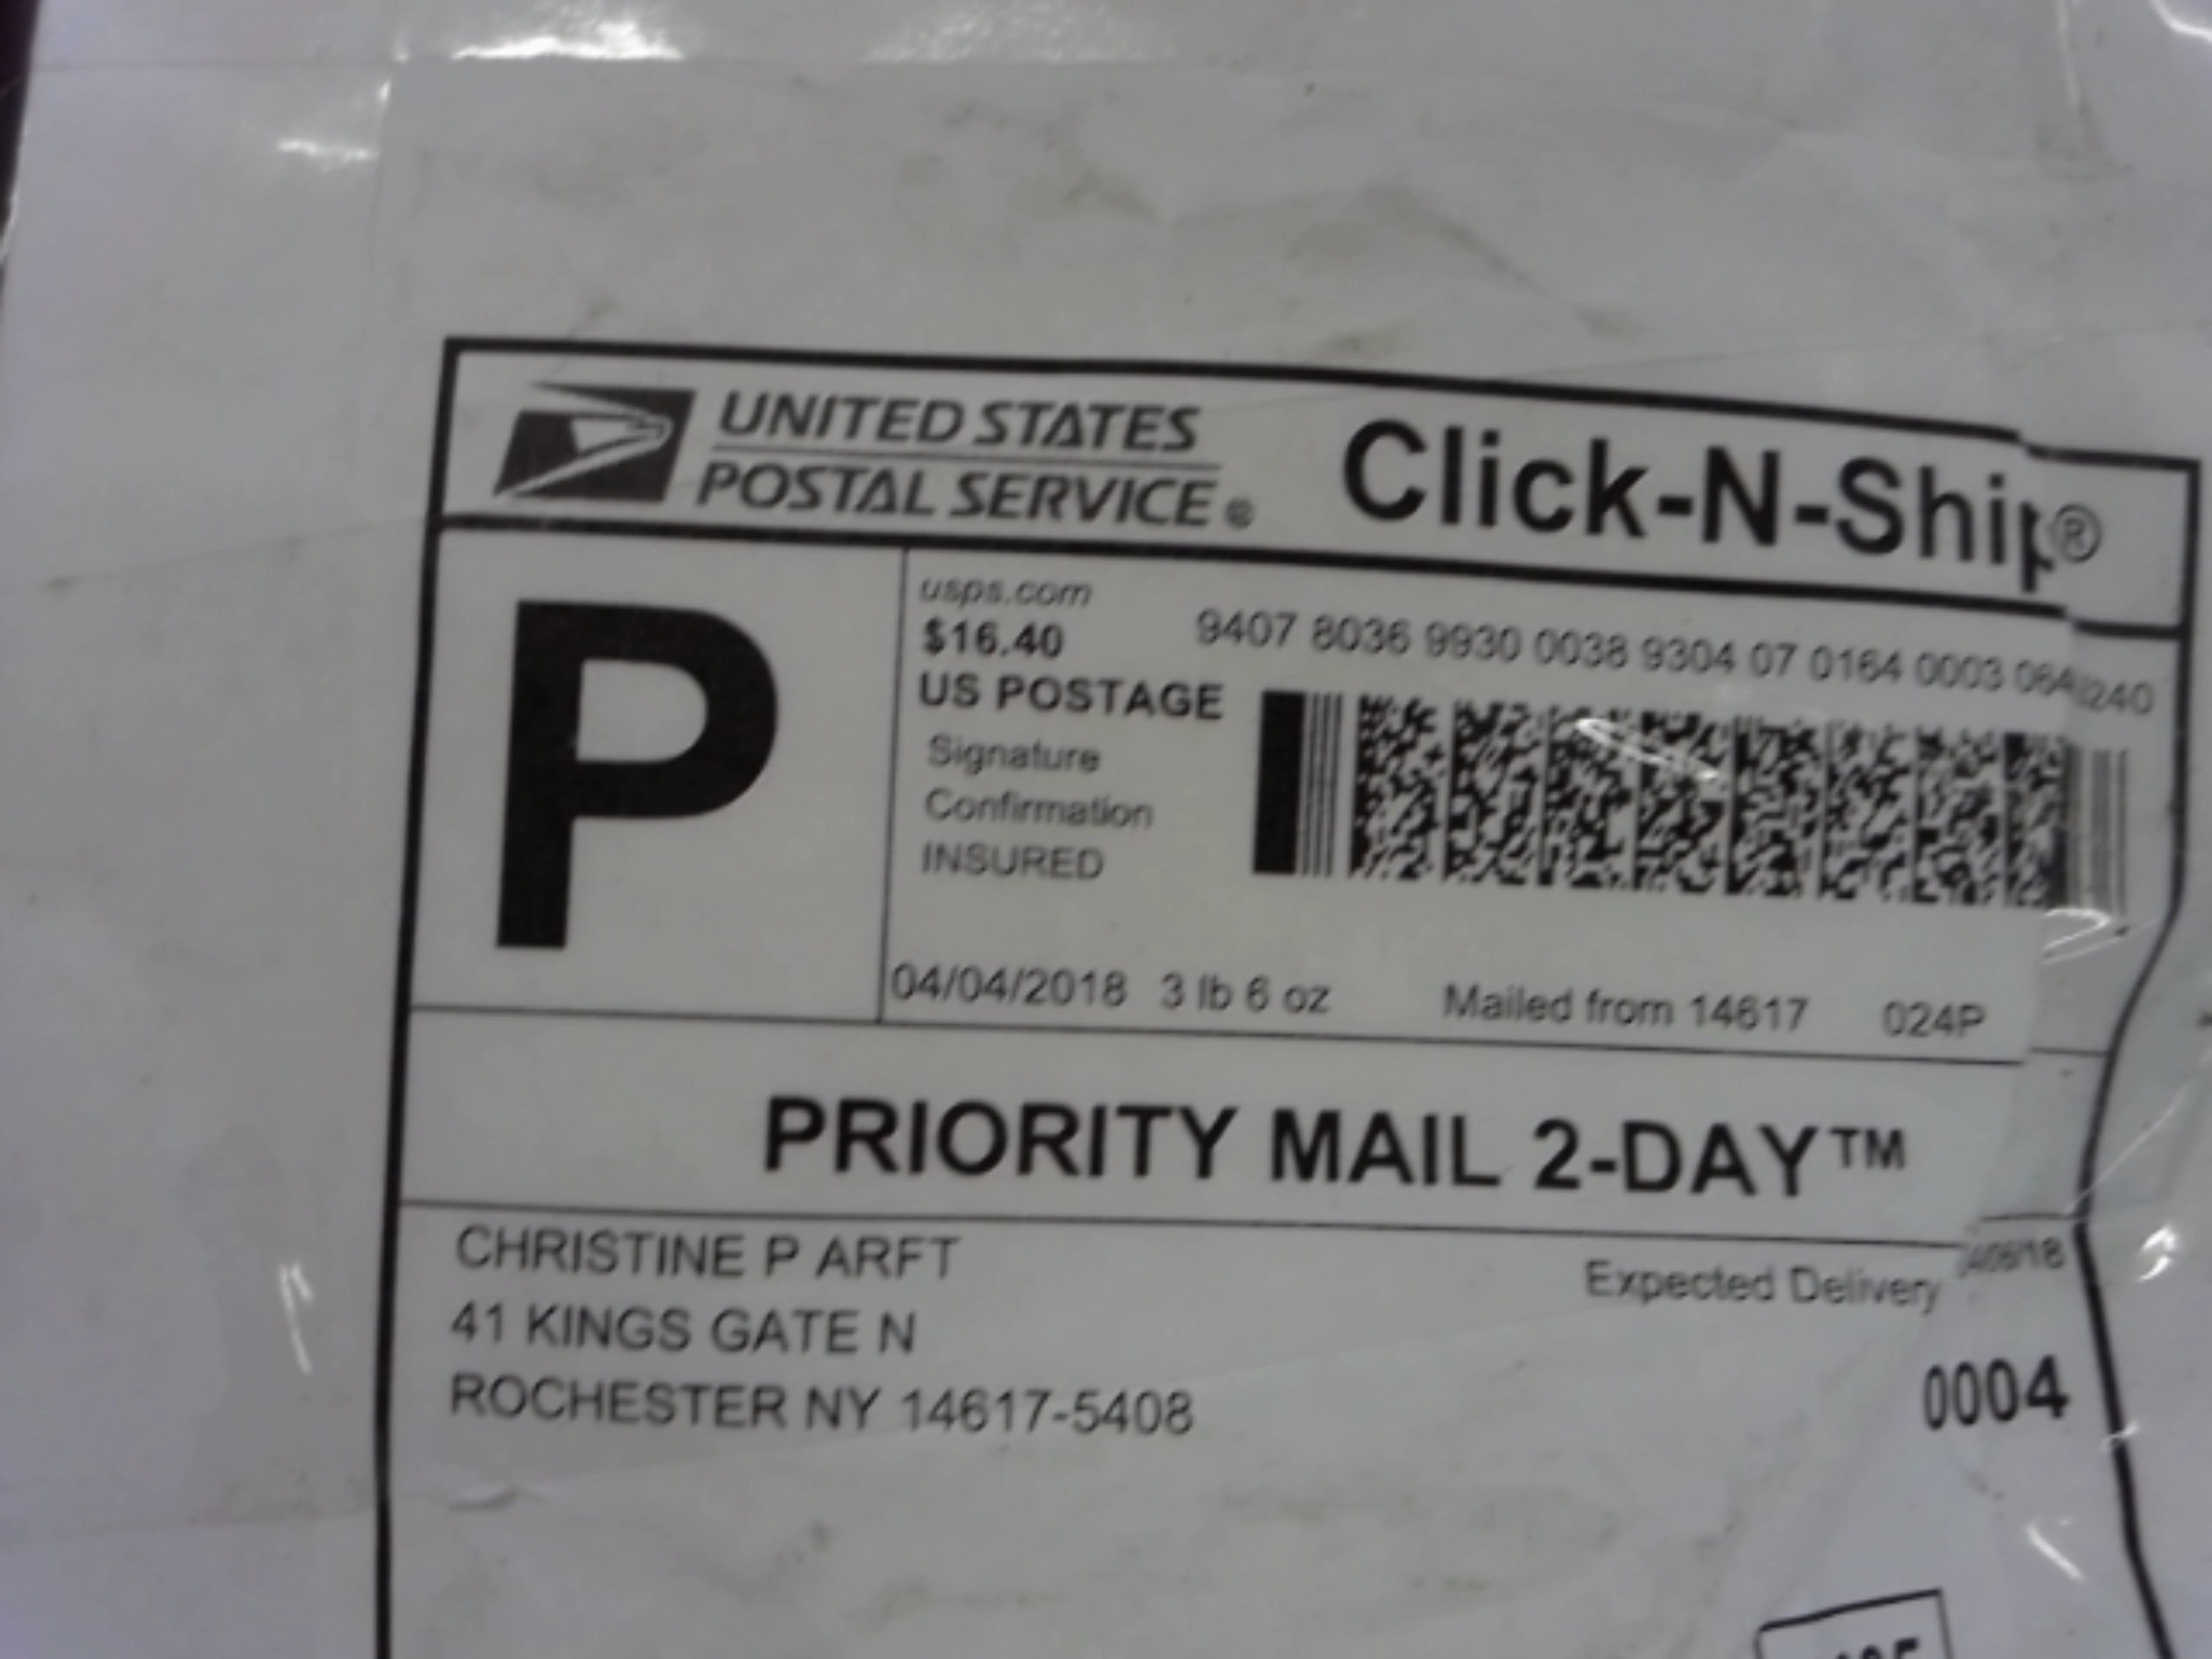 UNITED STATES
POSTAL SERVICE®
Click-N-Ship®
P
usps.com
$16.40
US POSTAGE
Signature
Confirmation
INSURED
9407 8036 9930 0038 9304 07 0164 0003 0240
04/04/2018 3 lb 6 oz Mailed from 14617 024P
PRIORITY MAIL 2-DAY™
CHRISTINE P ARFT
41 KINGS GATE N
ROCHESTER NY 14617-5408
Expected Delivery
0004